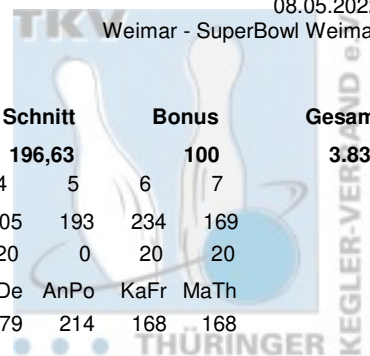 08.05.2022
TKV
Weimar - SuperBowl Weima
Schnitt Bonus Gesam
196,63 100 3.83
4 5 6 7
05 193 234 169
20 0 20 20
De AnPo KaFr MaTh
79 214 168 168
THÜRINGER
KEGLER-VERBAND e.V.